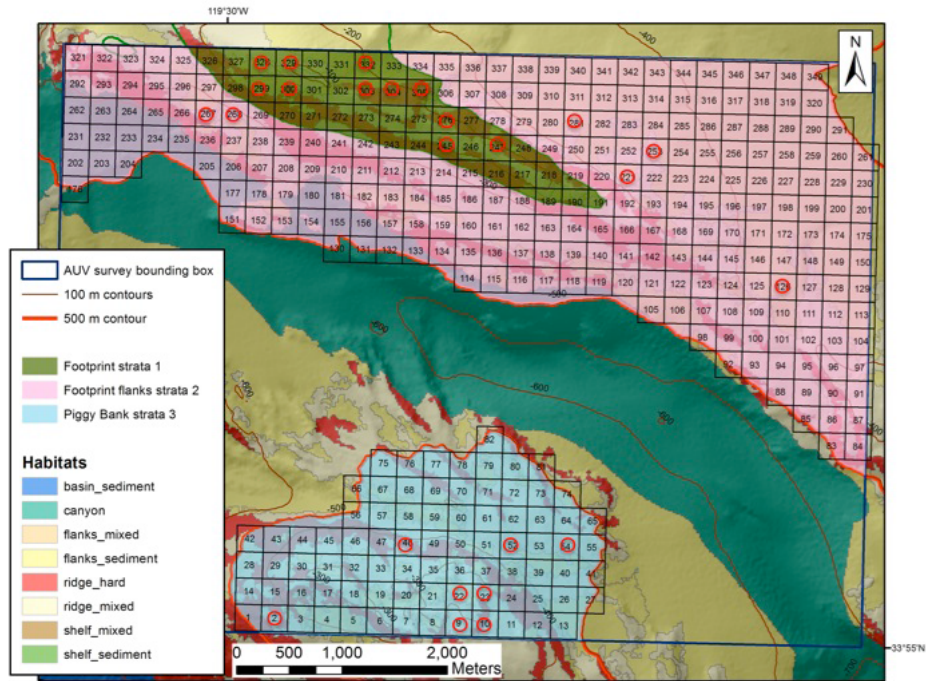 119°30'W
-200
-400
N
321 322 323 324 325 326 327 328 329 330 331 332 333 334 335 336 337 338 339 340 341 342 343 344 345 346 347 348 349
292 293 294 295 296 297 298 299 300 301 302 303 304 305 306 307 308 309 310 311 312 313 314 315 316 317 318 319 320
262 263 264 265 266 267 268 269 270 271 272 273 274 275 276 277 278 279 280 281 282 283 284 285 286 287 288 289 290 291
231 232 233 234 235 236 237 238 239 240 241 242 243 244 245 246 247 248 249 250 251 252 253 254 255 256 257 258 259 260 261
202 203 204 205 206 207 208 209 210 211 212 213 214 215 216 217 218 219 220 221 222 223 224 225 226 227 228 229 230
176 177 178 179 180 181 182 183 184 185 186 187 188 189 190 191 192 193 194 195 196 197 198 199 200 201
151 152 153 154 155 156 157 158 159 160 161 162 163 164 165 166 167 168 169 170 171 172 173 174 175
130 131 132 133 134 135 136 137 138 139 140 141 142 143 144 145 146 147 148 149 150
114 115 116 117 118 119 120 121 122 123 124 125 126 127 128 129
105 106 107 108 109 110 111 112 113
98 99 100 101 102 103 104
92 93 94 95 96 97
88 89 90 91
85 86 87
83 84
-500
-600
-600
-600
-600
AUV survey bounding box
100 m contours
500 m contour
Footprint strata 1
Footprint flanks strata 2
Piggy Bank strata 3
Habitats
basin_sediment
canyon
flanks_mixed
flanks_sediment
ridge_hard
ridge_mixed
shelf_mixed
shelf_sediment
82
75 76 77 78 79 80 81
66 67 68 69 70 71 72 73 74
-500
56 57 58 59 60 61 62 63 64 65
42 43 44 45 46 47 48 49 50 51 52 53 54 55
28 29 30 31 32 33 34 35 36 37 38 39 40 41
14 15 16 17 18 19 20 21 22 23 24 25 26 27
1 2 3 4 5 6 7 8 9 10 11 12 13
-300
-400
33°55'N
0 500 1,000 2,000
Meters